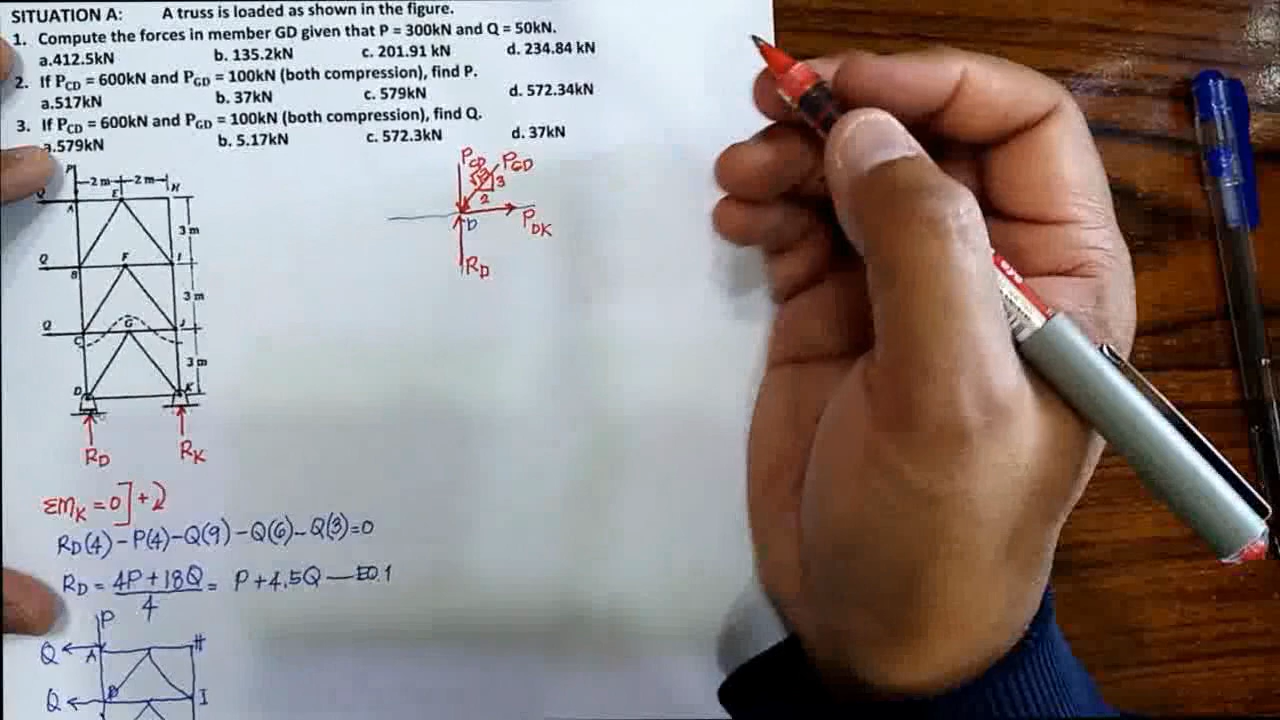 SITUATION A: A truss is loaded as shown in the figure.
1. Compute the forces in member GD given that P = 300kN and Q = 50kN.
a.412.5kN b. 135.2kN c. 201.91 kN d. 234.84 kN
2. If PCD = 600kN and PGD = 100kN (both compression), find P.
a.517kN b. 37kN c. 579kN d. 572.34kN
3. If PCD = 600kN and PGD = 100kN (both compression), find Q.
a.579kN b. 5.17kN c. 572.3kN d. 37kN
P
2 m 2 m
Q A E H
3 m
Q B F I
3 m
Q C G J
3 m
D K
RD RK
PCD PGD
√13 3
2
D PDK
RD
ΣMK = 0] +
RD(4) – P(4) – Q(9) – Q(6) – Q(3) = 0
RD = 4P + 18Q / 4 = P + 4.5Q — EQ.1
P
Q A H
Q B I